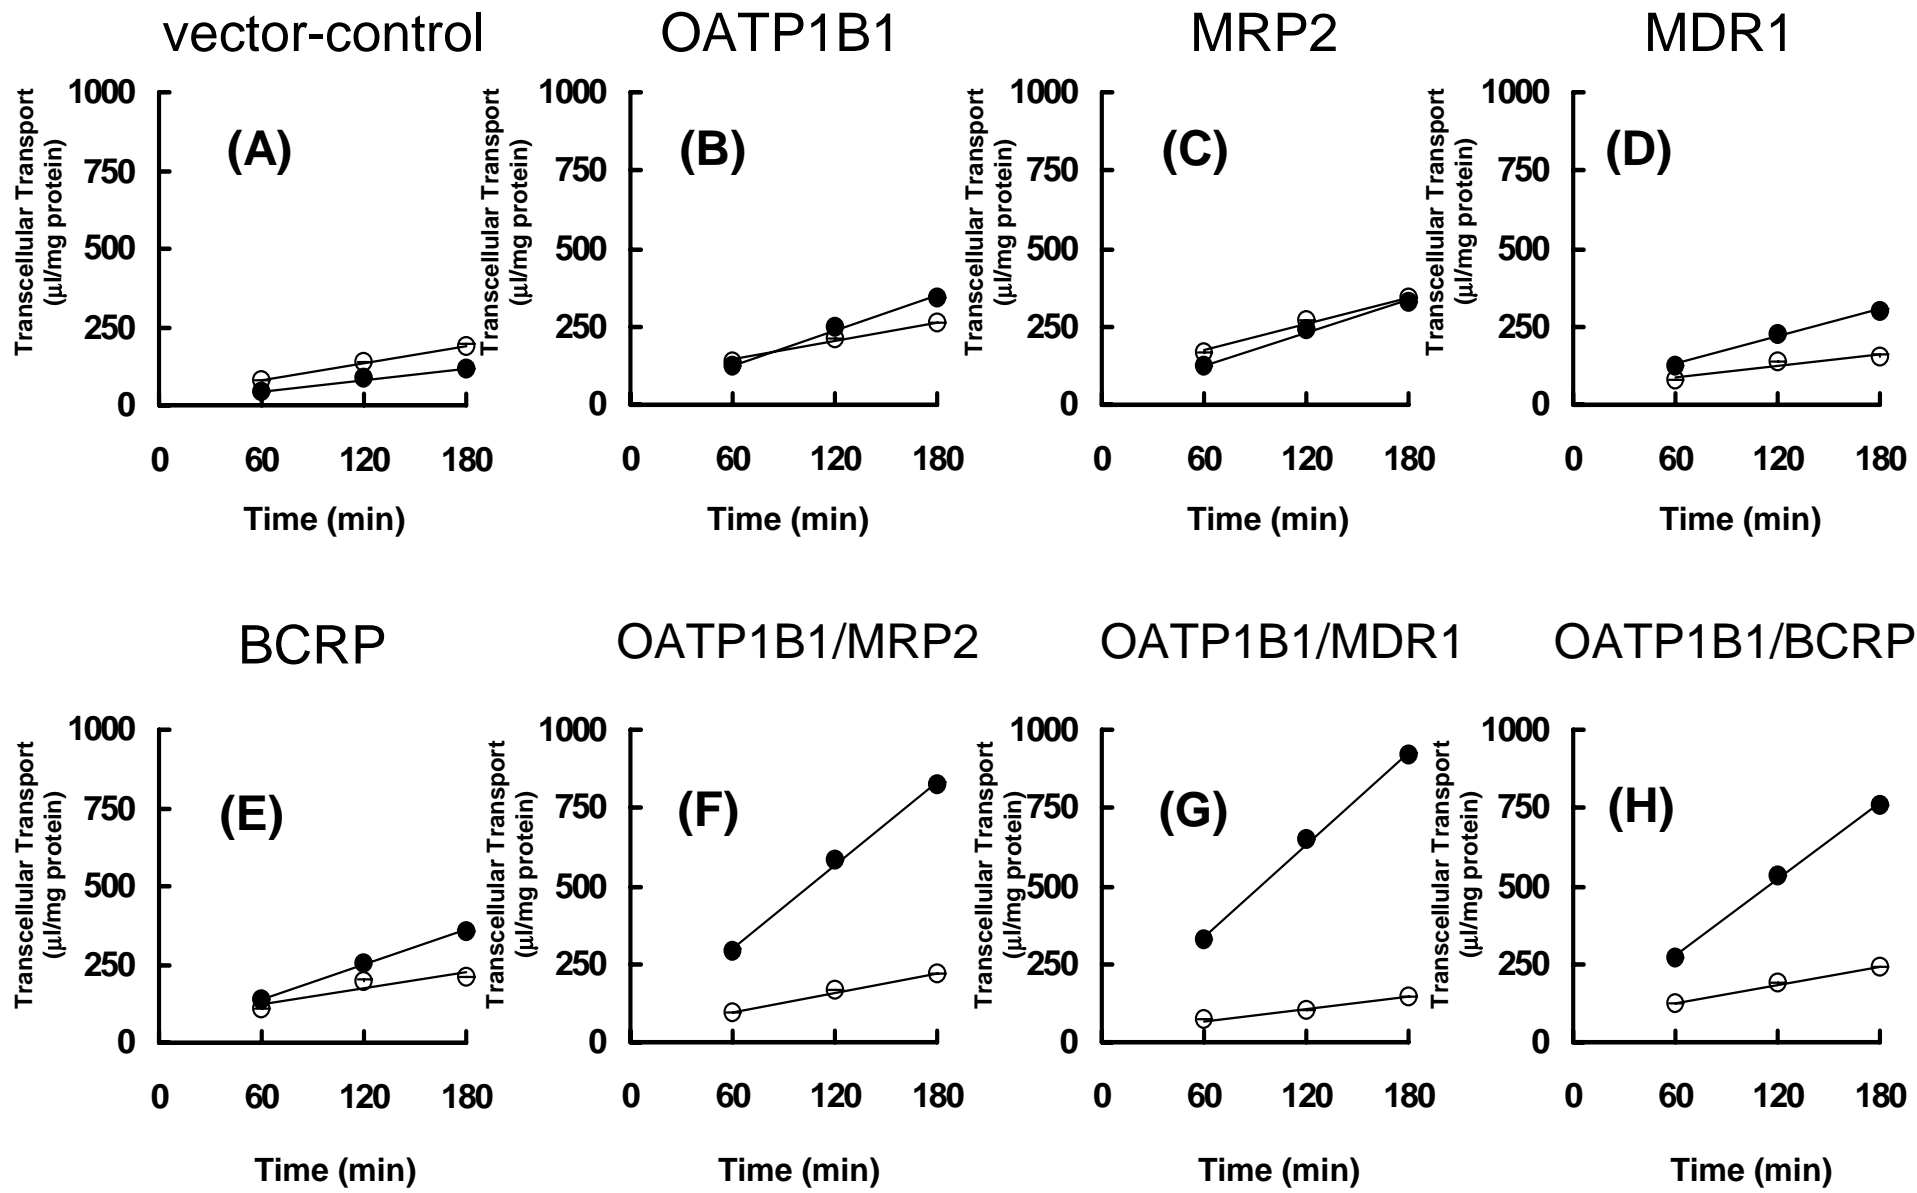 vector-control
OATP1B1
MRP2
MDR1
Transcellular Transport
(μl/mg protein)
1000
750
500
250
0
(A)
0 60 120 180
Time (min)
Transcellular Transport
(μl/mg protein)
1000
750
500
250
0
(B)
0 60 120 180
Time (min)
Transcellular Transport
(μl/mg protein)
1000
750
500
250
0
(C)
0 60 120 180
Time (min)
Transcellular Transport
(μl/mg protein)
1000
750
500
250
0
(D)
0 60 120 180
Time (min)
BCRP
OATP1B1/MRP2
OATP1B1/MDR1
OATP1B1/BCRP
Transcellular Transport
(μl/mg protein)
1000
750
500
250
0
(E)
0 60 120 180
Time (min)
Transcellular Transport
(μl/mg protein)
1000
750
500
250
0
(F)
0 60 120 180
Time (min)
Transcellular Transport
(μl/mg protein)
1000
750
500
250
0
(G)
0 60 120 180
Time (min)
Transcellular Transport
(μl/mg protein)
1000
750
500
250
0
(H)
0 60 120 180
Time (min)